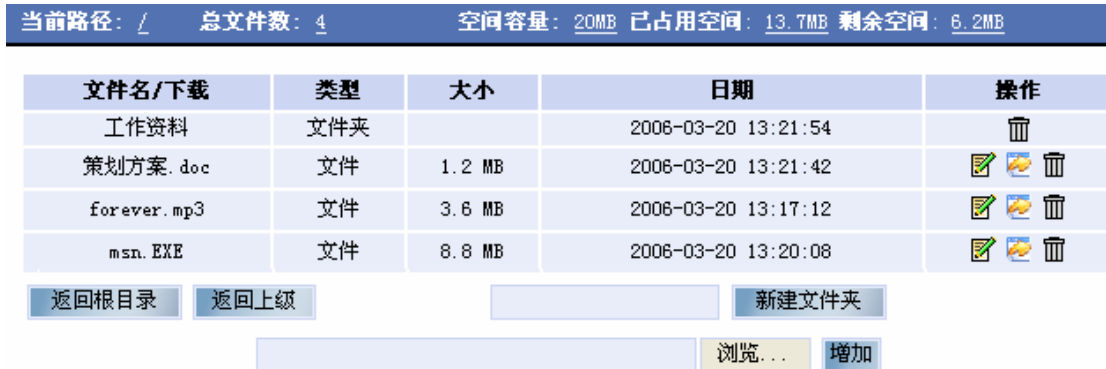 当前路径: / 总文件数: 4 空间容量: 20MB 已占用空间: 13.7MB 剩余空间: 6.2MB
文件名/下载 类型 大小 日期 操作
工作资料 文件夹 2006-03-20 13:21:54
策划方案.doc 文件 1.2 MB 2006-03-20 13:21:42
forever.mp3 文件 3.6 MB 2006-03-20 13:17:12
msn.EXE 文件 8.8 MB 2006-03-20 13:20:08
返回根目录 返回上级 新建文件夹
浏览... 增加